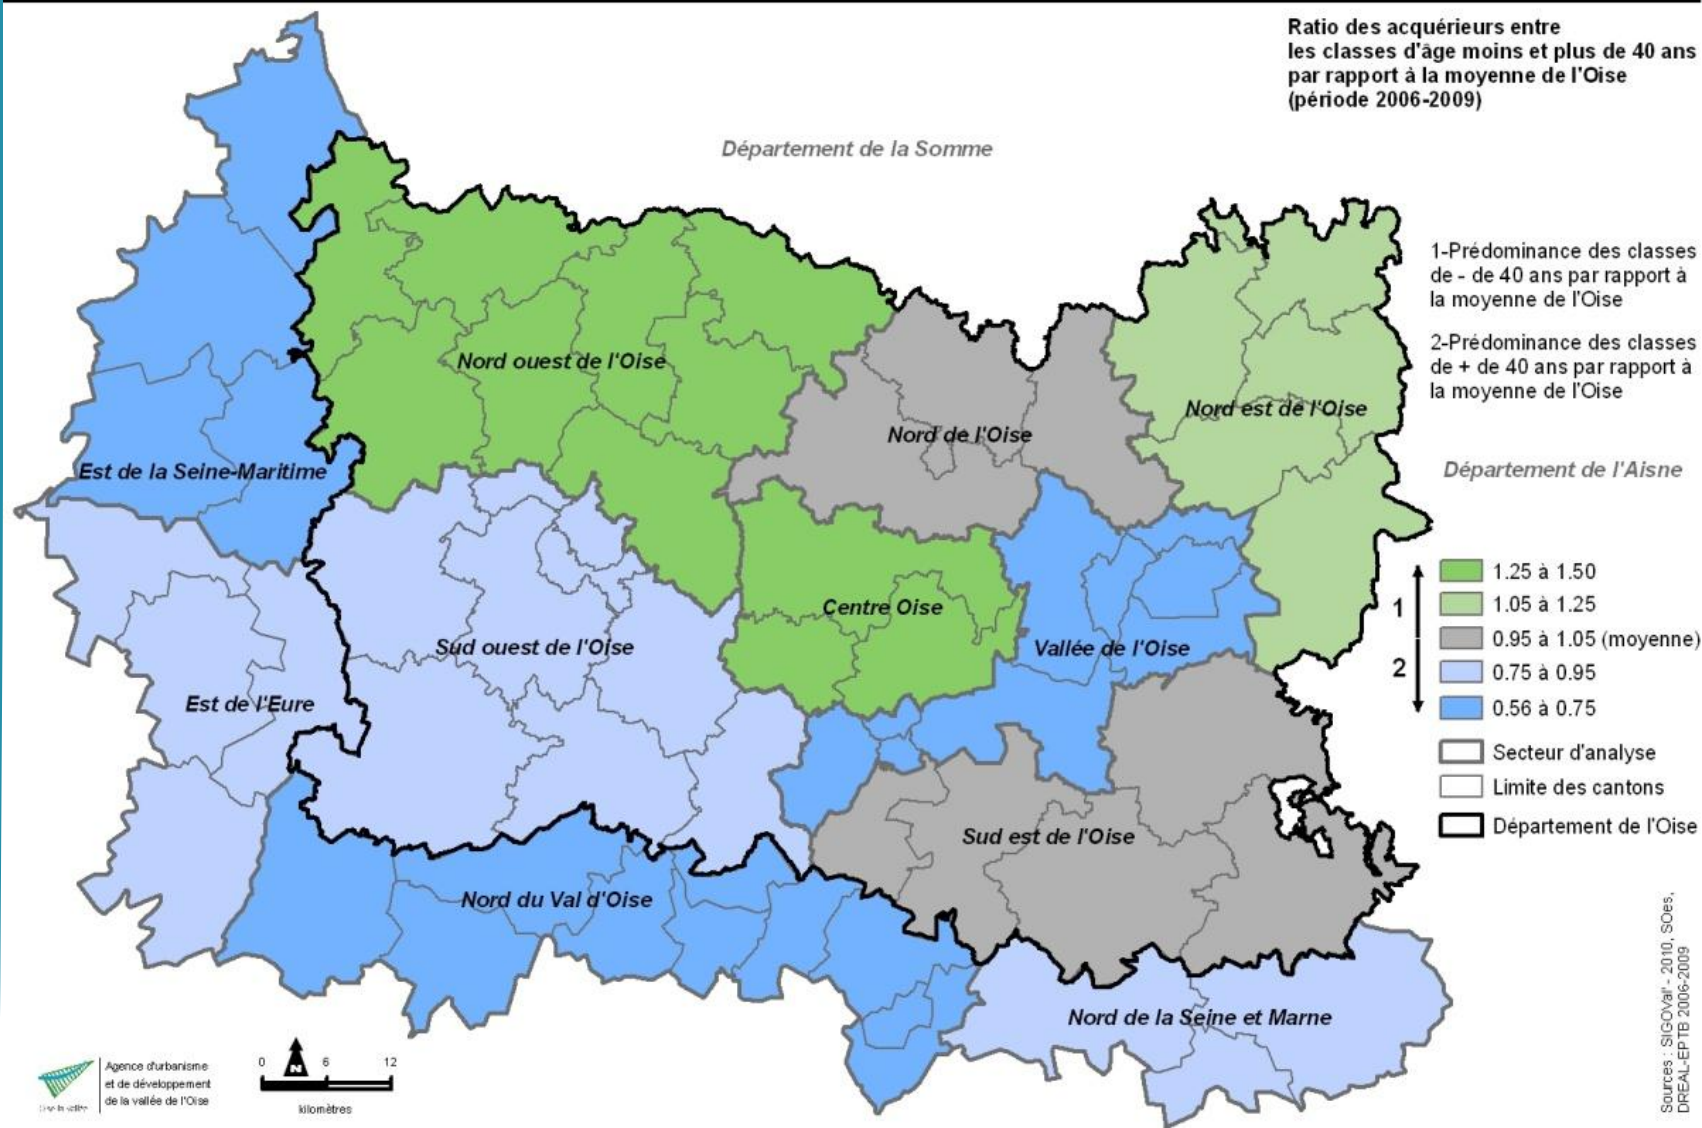 Ratio des acquérieurs entre
les classes d'âge moins et plus de 40 ans
par rapport à la moyenne de l'Oise
(période 2006-2009)
Département de la Somme
1-Prédominance des classes
de - de 40 ans par rapport à
la moyenne de l'Oise
2-Prédominance des classes
de + de 40 ans par rapport à
la moyenne de l'Oise
Nord ouest de l'Oise
Nord est de l'Oise
Nord de l'Oise
Est de la Seine-Maritime
Département de l'Aisne
Centre Oise
Sud ouest de l'Oise
Vallée de l'Oise
Est de l'Eure
Sud est de l'Oise
Nord du Val d'Oise
Nord de la Seine et Marne
1
2
1.25 à 1.50
1.05 à 1.25
0.95 à 1.05 (moyenne)
0.75 à 0.95
0.56 à 0.75
Secteur d'analyse
Limite des cantons
Département de l'Oise
Agence d'urbanisme
et de développement
de la vallée de l'Oise
N
0 6 12
kilomètres
Sources : SIGOVal" - 2010, SOes,
DREAL-EPTB 2006-2009